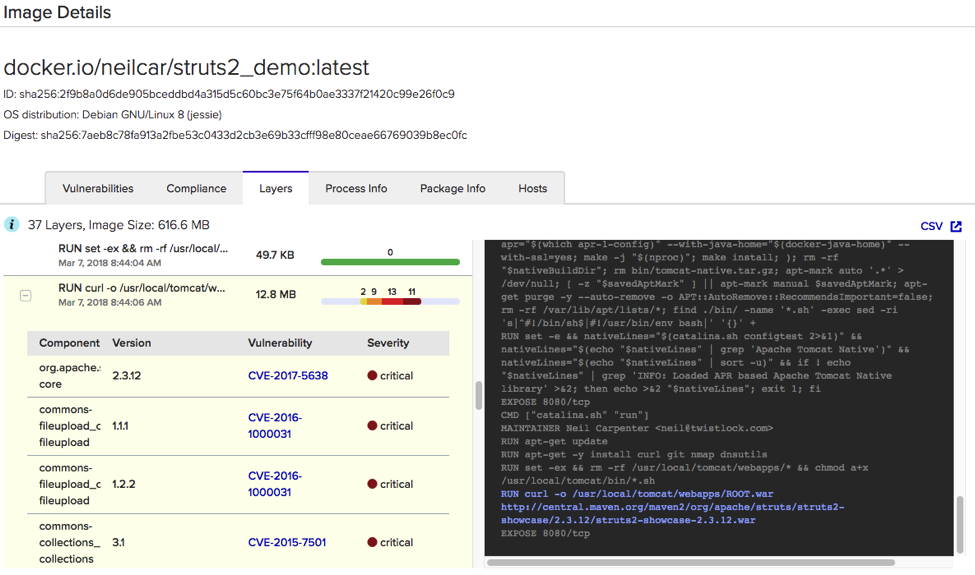 Image Details
docker.io/neilcar/struts2_demo:latest
ID: sha256:2f9b8a0d6de905bceddbd4a315d5c60bc3e75f64b0ae3337f21420c99e26f0c9
OS distribution: Debian GNU/Linux 8 (jessie)
Digest: sha256:7aeb8c78fa913a2fbe53c0433d2cb3e69b33cfff98e80ceae66769039b8ec0fc
Vulnerabilities Compliance Layers Process Info Package Info Hosts
37 Layers, Image Size: 616.6 MB
CSV
RUN set -ex && rm -rf /usr/local/...
Mar 7, 2018 8:44:04 AM
49.7 KB
0
RUN curl -o /usr/local/tomcat/w...
Mar 7, 2018 8:44:06 AM
12.8 MB
2 9 13 11
Component Version Vulnerability Severity
org.apache.:
core
2.3.12
CVE-2017-5638
critical
commons-
fileupload_c
fileupload
1.1.1
CVE-2016-
1000031
critical
commons-
fileupload_c
fileupload
1.2.2
CVE-2016-
1000031
critical
commons-
collections_
collections
3.1
CVE-2015-7501
critical
apr="$(which apr-1-config)" --with-java-home="$(docker-java-home)" --
with-ssl=yes; make -j "$(nproc)"; make install; ); rm -rf
"$nativeBuildDir"; rm bin/tomcat-native.tar.gz; apt-mark auto '.*' >
/dev/null; [ -z "$savedAptMark" ] || apt-mark manual $savedAptMark; apt-
get purge -y --auto-remove -o APT::AutoRemove::RecommendsImportant=false;
rm -rf /var/lib/apt/lists/*; find ./bin/ -name '*.sh' -exec sed -ri
's|^#!/bin/sh$|#!/usr/bin/env bash|' '{}' +
RUN set -e && nativeLines="$(catalina.sh configtest 2>&1)" &&
nativeLines="$(echo "$nativeLines" | grep 'Apache Tomcat Native')" &&
nativeLines="$(echo "$nativeLines" | sort -u)" && if ! echo
"$nativeLines" | grep 'INFO: Loaded APR based Apache Tomcat Native
library' >&2; then echo >&2 "$nativeLines"; exit 1; fi
EXPOSE 8080/tcp
CMD ["catalina.sh" "run"]
MAINTAINER Neil Carpenter <neil@twistlock.com>
RUN apt-get update
RUN apt-get -y install curl git nmap dnsutils
RUN set -ex && rm -rf /usr/local/tomcat/webapps/* && chmod a+x
/usr/local/tomcat/bin/*.sh
RUN curl -o /usr/local/tomcat/webapps/ROOT.war
http://central.maven.org/maven2/org/apache/struts/struts2-
showcase/2.3.12/struts2-showcase-2.3.12.war
EXPOSE 8080/tcp